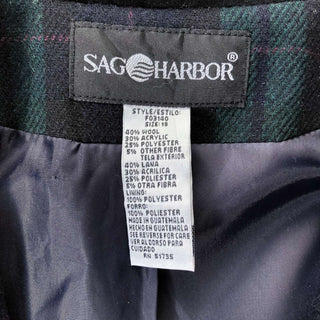 SAG HARBOR®
STYLE/ESTILO:
F03140
SIZE: 18
40% WOOL
30% ACRYLIC
25% POLYESTER
5% OTHER FIBRE
TELA EXTERIOR
40% LANA
30% ACRILICA
25% POLIESTER
5% OTRA FIBRA
LINING:
100% POLYESTER
FORRO:
100% POLIESTER
MADE IN GUATEMALA
HECHO EN GUATEMALA
SEE REVERSE FOR CARE
VER AL DORSO PARA
CUIDADO
RN 51735